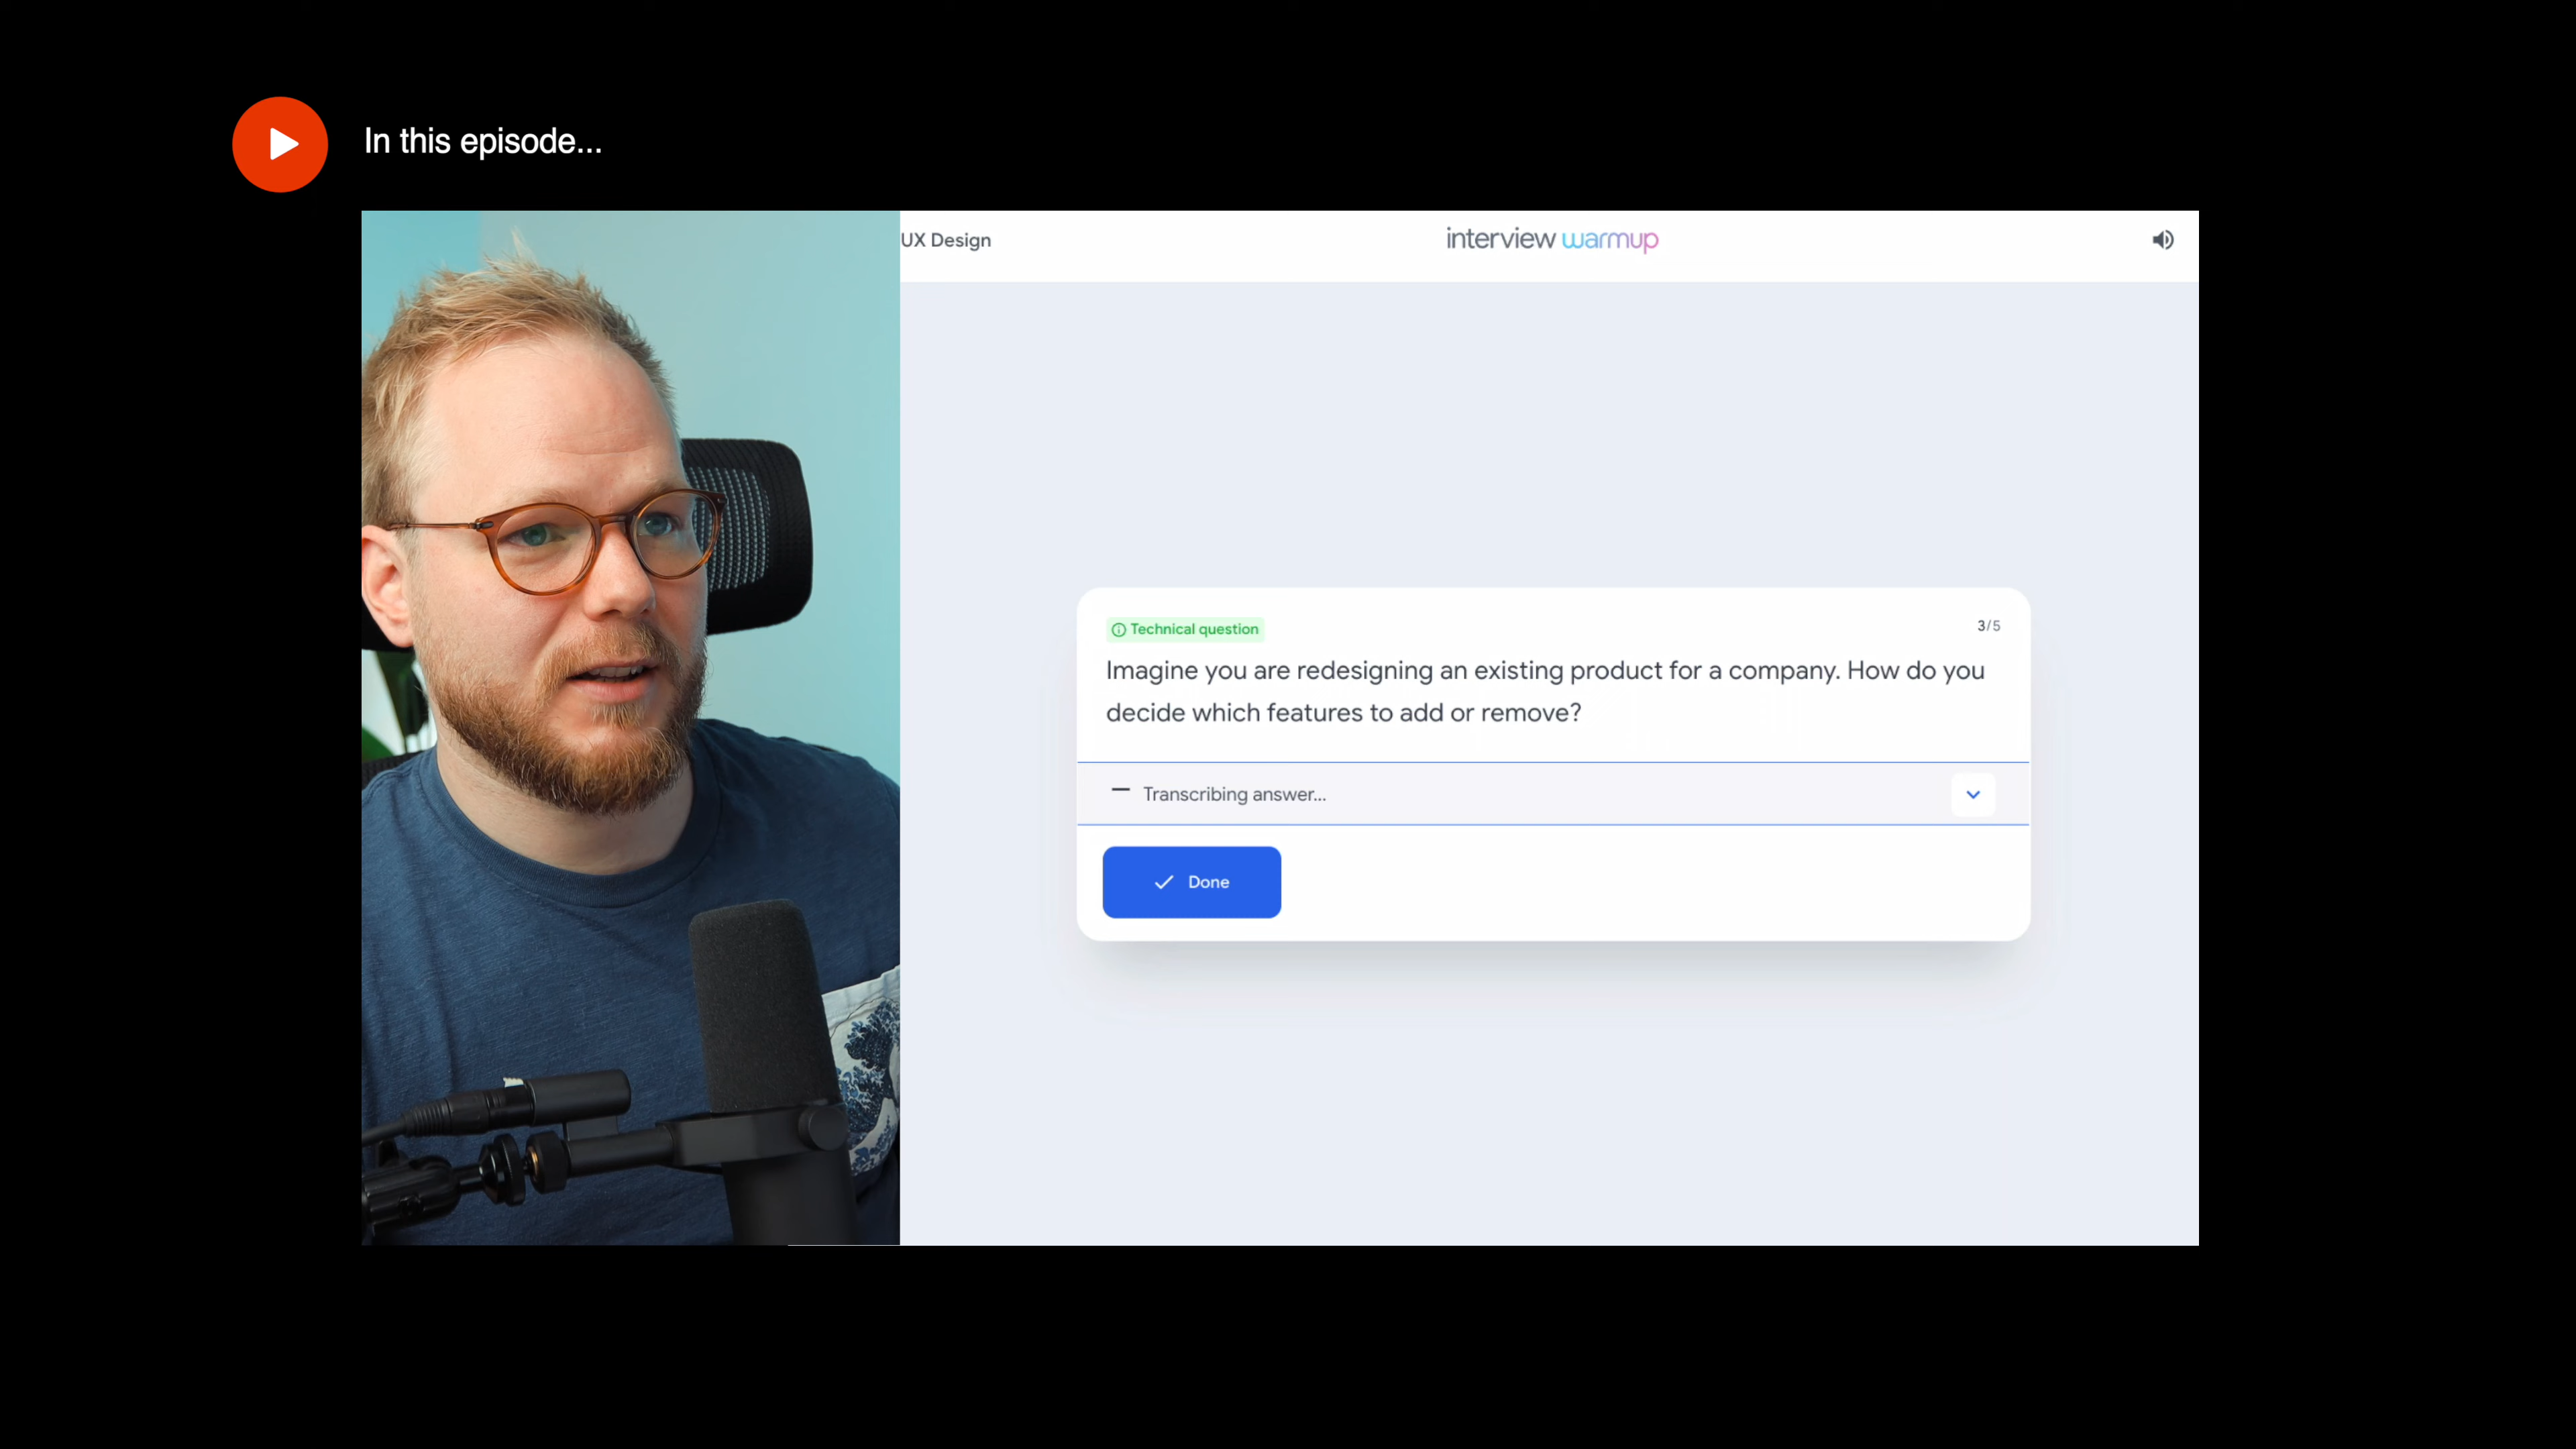 In this episode...
UX Design
interview warmup
Technical question
3/5
Imagine you are redesigning an existing product for a company. How do you
decide which features to add or remove?
Transcribing answer...
Done